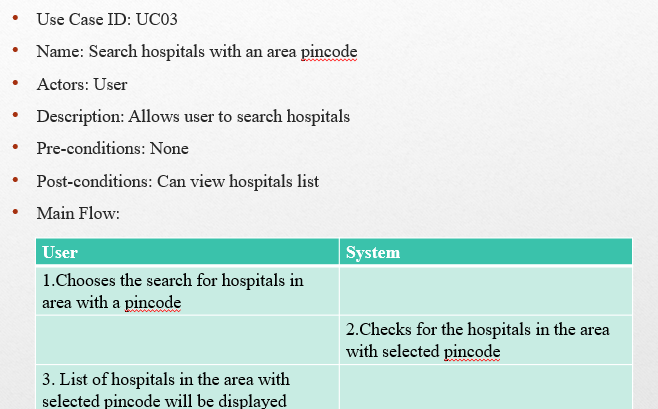 • Use Case ID: UC03
• Name: Search hospitals with an area pincode
• Actors: User
• Description: Allows user to search hospitals
• Pre-conditions: None
• Post-conditions: Can view hospitals list
• Main Flow:
User System
1.Chooses the search for hospitals in
area with a pincode
2.Checks for the hospitals in the area
with selected pincode
3. List of hospitals in the area with
selected pincode will be displayed